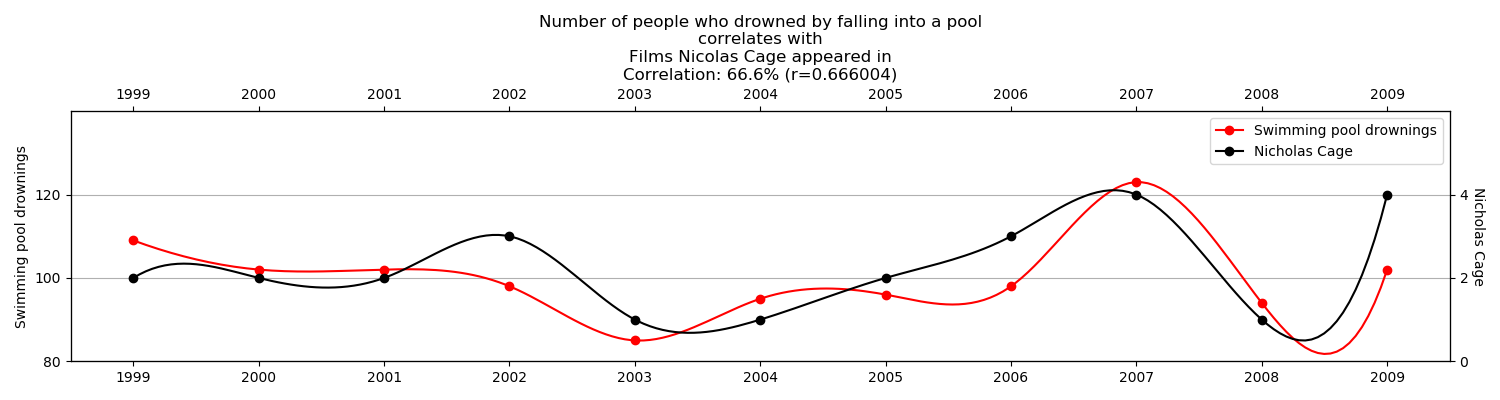 Number of people who drowned by falling into a pool
correlates with
Films Nicolas Cage appeared in
Correlation: 66.6% (r=0.666004)
1999 2000 2001 2002 2003 2004 2005 2006 2007 2008 2009
Swimming pool drownings
Nicholas Cage
120
100
80
Swimming pool drownings
4
2
0
Nicholas Cage
1999 2000 2001 2002 2003 2004 2005 2006 2007 2008 2009